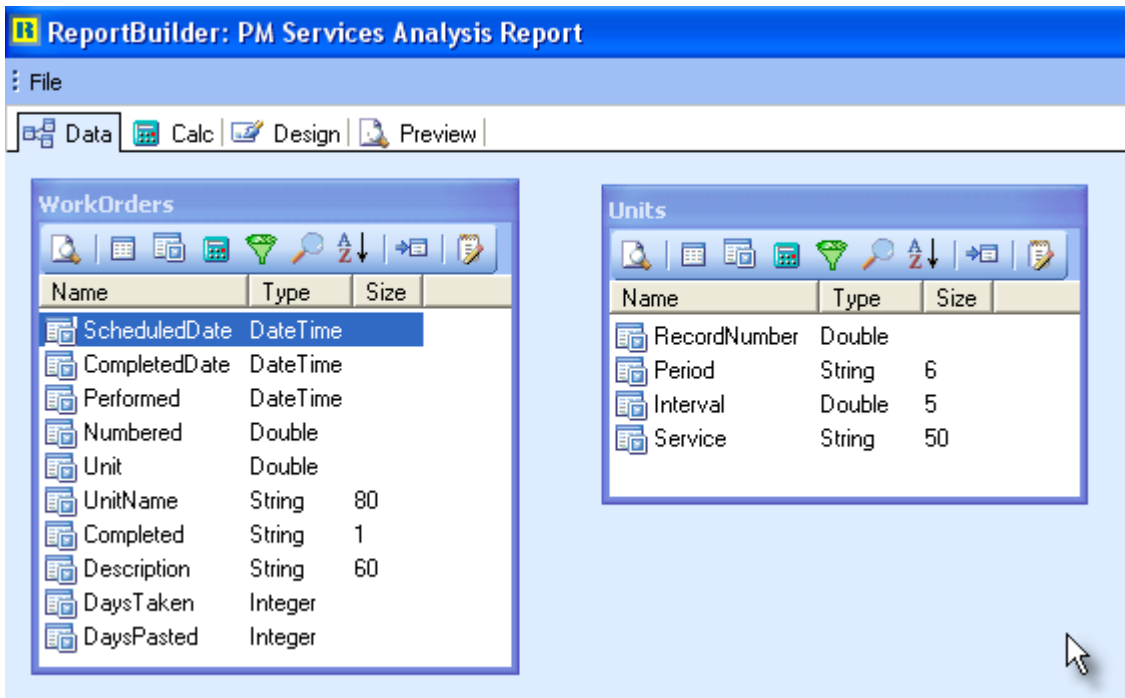 ReportBuilder: PM Services Analysis Report
File
Data Calc Design Preview
WorkOrders
Name Type Size
ScheduledDate DateTime
CompletedDate DateTime
Performed DateTime
Numbered Double
Unit Double
UnitName String 80
Completed String 1
Description String 60
DaysTaken Integer
DaysPasted Integer
Units
Name Type Size
RecordNumber Double
Period String 6
Interval Double 5
Service String 50